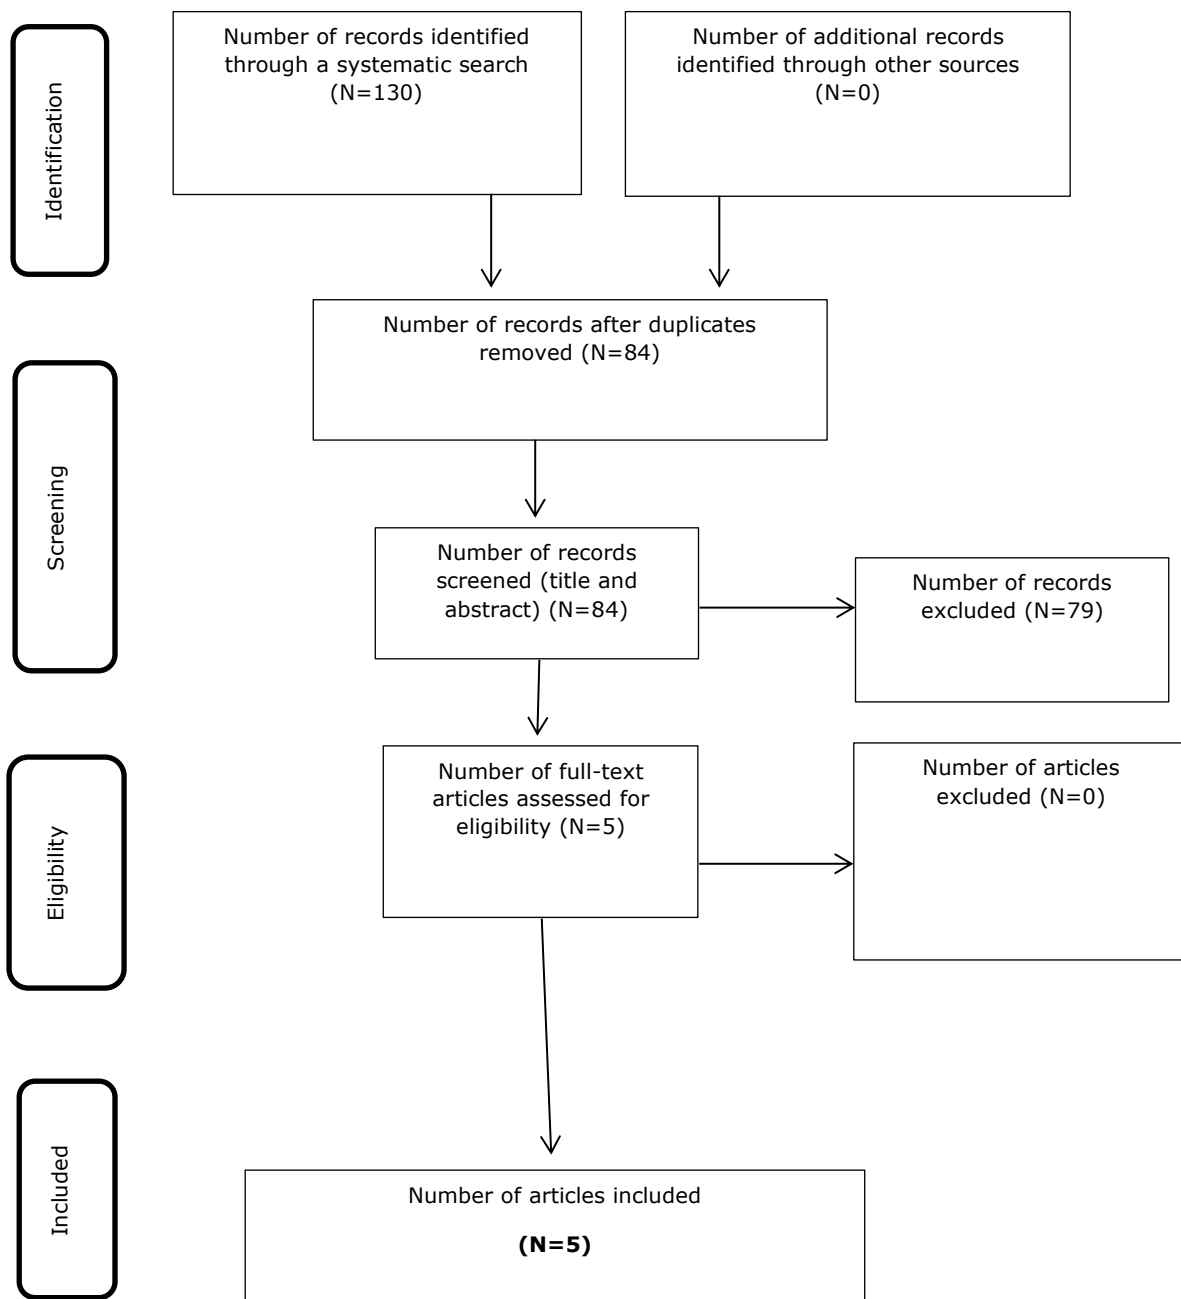 Identification
Number of records identified
through a systematic search
(N=130)
Number of additional records
identified through other sources
(N=0)
Number of records after duplicates
removed (N=84)
Screening
Number of records
screened (title and
abstract) (N=84)
Number of records
excluded (N=79)
Eligibility
Number of full-text
articles assessed for
eligibility (N=5)
Number of articles
excluded (N=0)
Included
Number of articles included
(N=5)